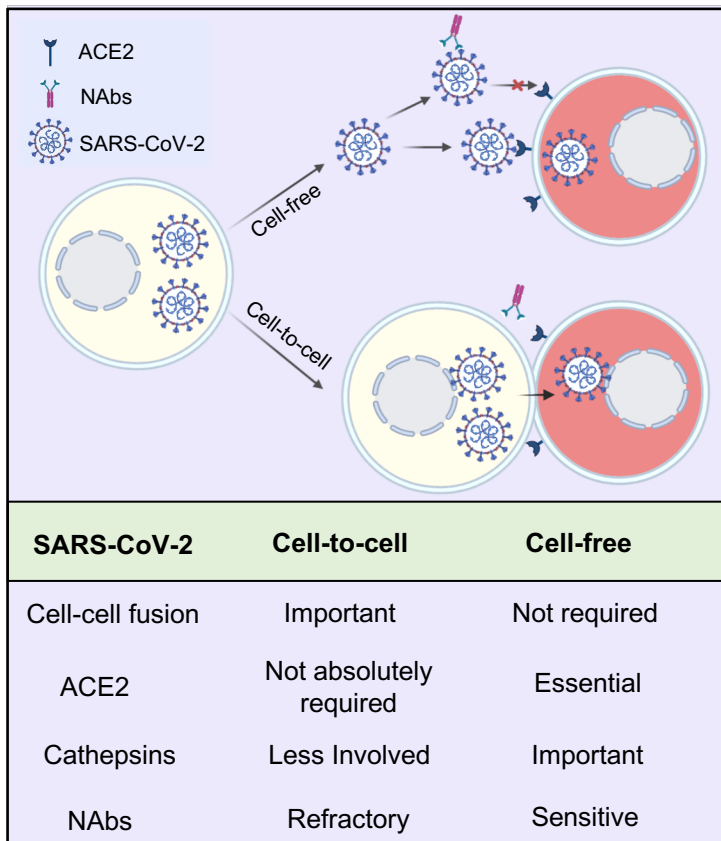 ACE2
NAbs
SARS-CoV-2
Cell-free
Cell-to-cell
SARS-CoV-2 Cell-to-cell Cell-free
Cell-cell fusion Important Not required
ACE2 Not absolutely required Essential
Cathepsins Less Involved Important
NAbs Refractory Sensitive